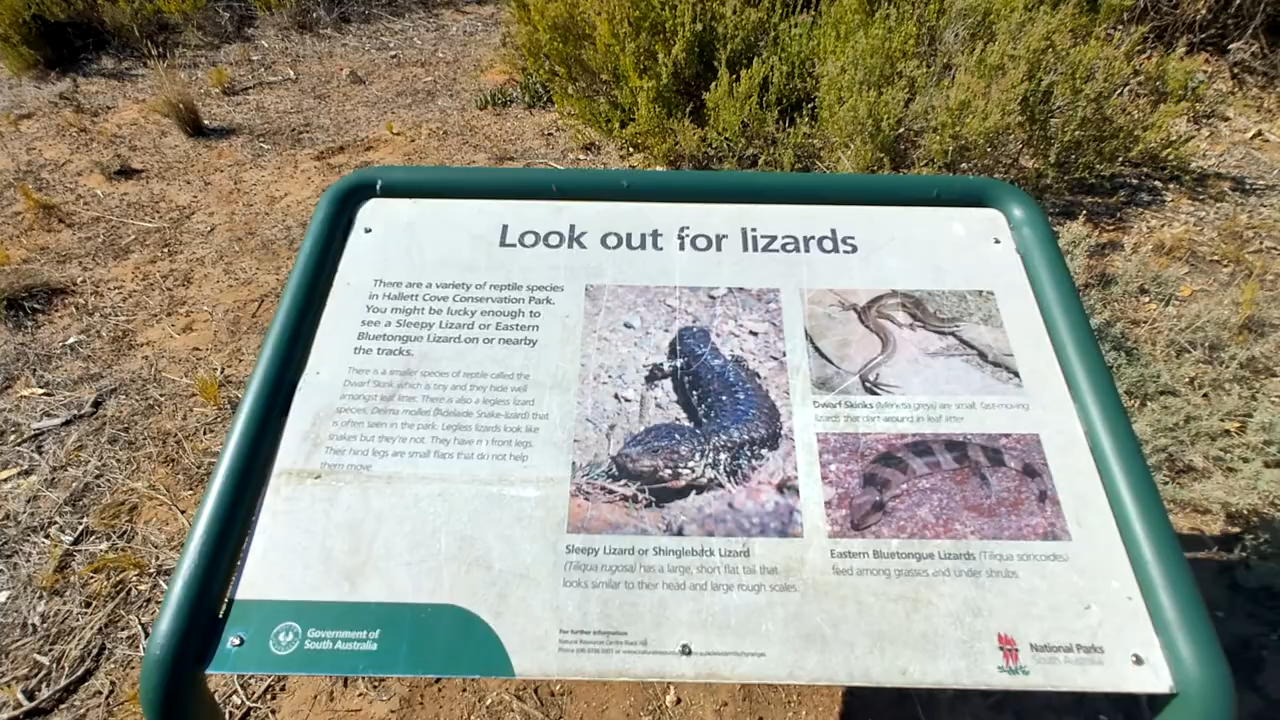 Look out for lizards
There are a variety of reptile species
in Hallett Cove Conservation Park.
You might be lucky enough to
see a Sleepy Lizard or Eastern
Bluetongue Lizard on or nearby
the tracks.
There is a smaller species of reptile called the
Dwarf Skink which is tiny and they hide well
amongst leaf litter. There is also a legless lizard
species, Delma molleri (Adelaide Snake-lizard) that
is often seen in the park. Legless lizards look like
snakes but they're not. They have no front legs.
Their hind legs are small flaps that do not help
them move.
Sleepy Lizard or Shingleback Lizard
(Tiliqua rugosa) has a large, short flat tail that
looks similar to their head and large rough scales.
Dwarf Skinks (Menetia greyii) are small, fast-moving
lizards that dart around in leaf litter.
Eastern Bluetongue Lizards (Tiliqua scincoides)
feed among grasses and under shrubs.
Government of
South Australia
For further information
Natural Resources Centre Black Hill
National Parks
South Australia